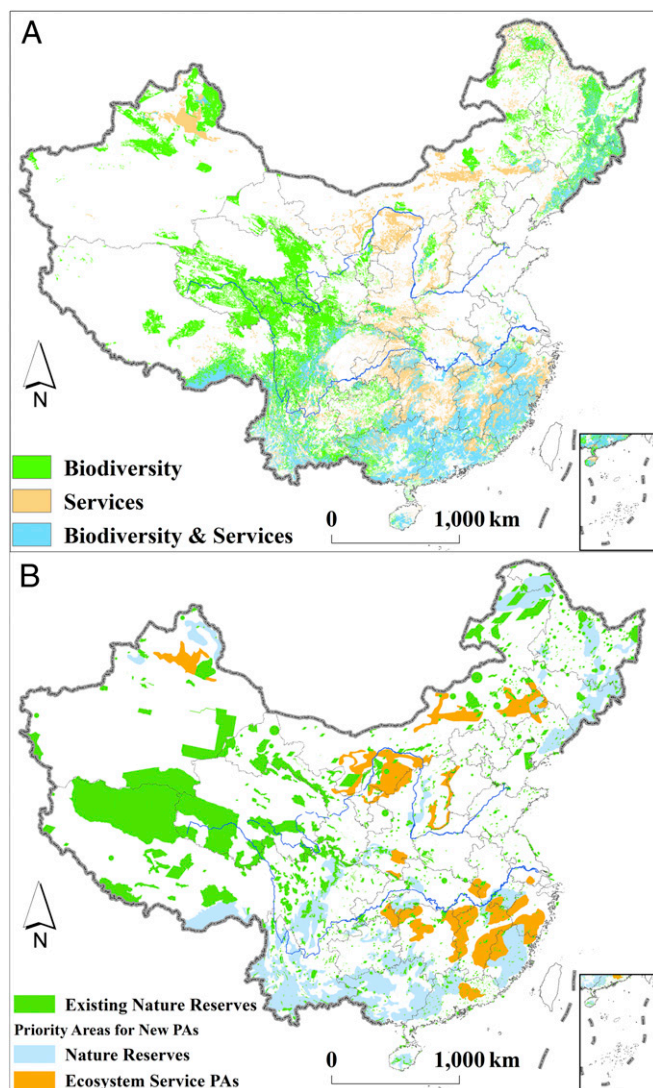 A
N
Biodiversity
Services
Biodiversity & Services
0 1,000 km
B
N
Existing Nature Reserves
Priority Areas for New PAs
Nature Reserves
Ecosystem Service PAs
0 1,000 km